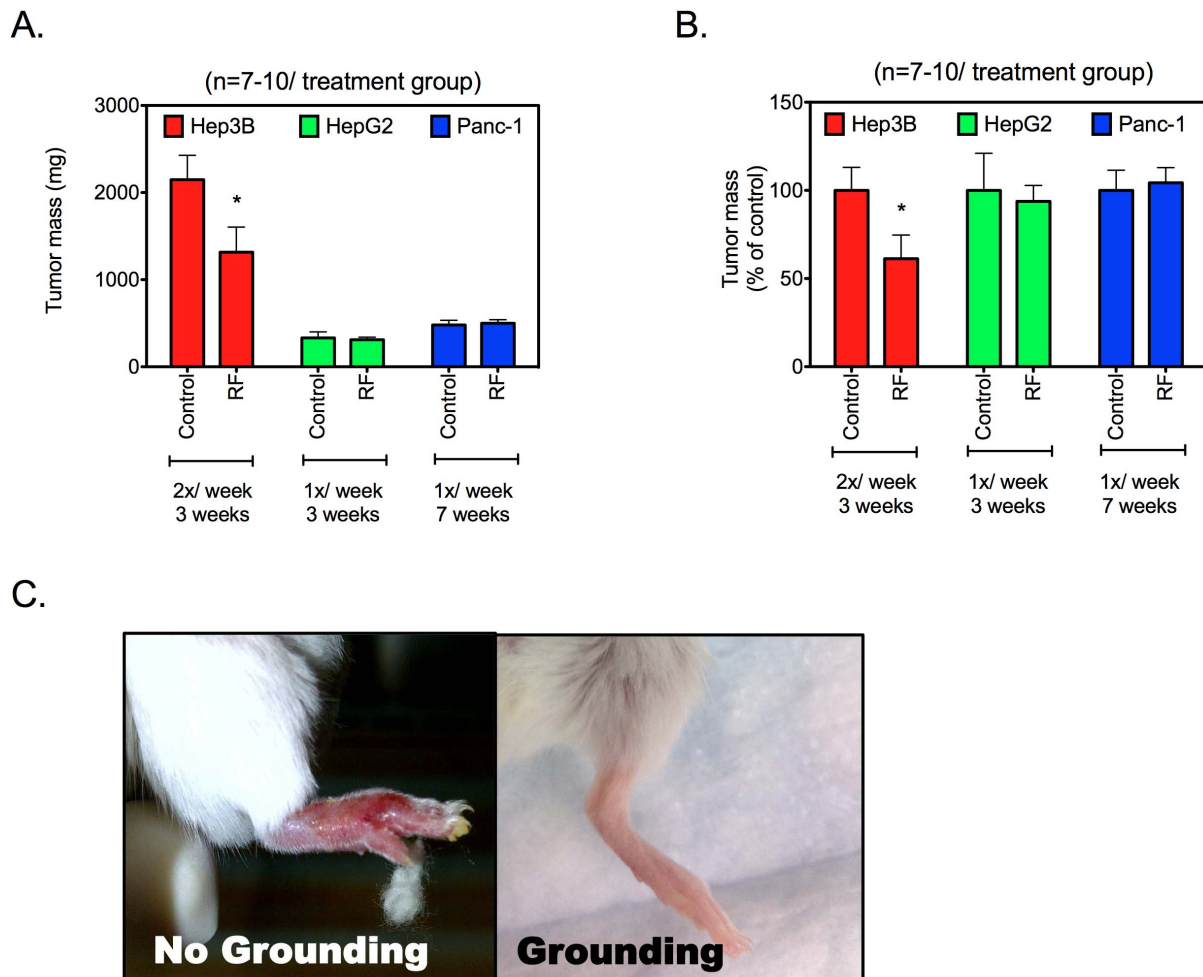 A.
(n=7-10/ treatment group)
Tumor mass (mg)
3000
2000
1000
0
Hep3B HepG2 Panc-1
*
Control RF Control RF Control RF
2x/ week 1x/ week 1x/ week
3 weeks 3 weeks 7 weeks
B.
(n=7-10/ treatment group)
Tumor mass
(% of control)
150
100
50
0
Hep3B HepG2 Panc-1
*
Control RF Control RF Control RF
2x/ week 1x/ week 1x/ week
3 weeks 3 weeks 7 weeks
C.
No Grounding
Grounding